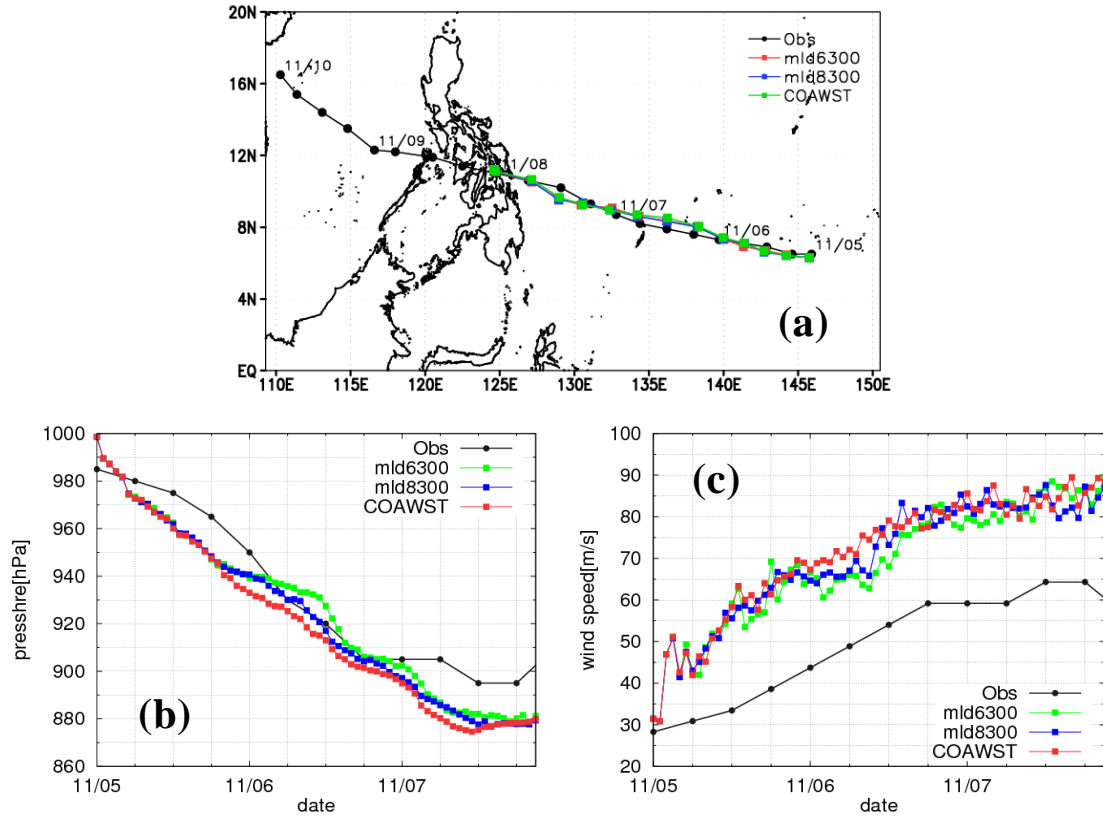 20N
16N
12N
8N
4N
EQ
110E 115E 120E 125E 130E 135E 140E 145E 150E
Obs
mld6300
mld8300
COAWST
11/10
11/09
11/08
11/07
11/06
11/05
(a)
1000
980
960
940
920
900
880
860
presshre[hPa]
Obs
mld6300
mld8300
COAWST
(b)
11/05 11/06 11/07
date
100
90
80
70
60
50
40
30
20
wind speed[m/s]
(c)
Obs
mld6300
mld8300
COAWST
11/05 11/06 11/07
date